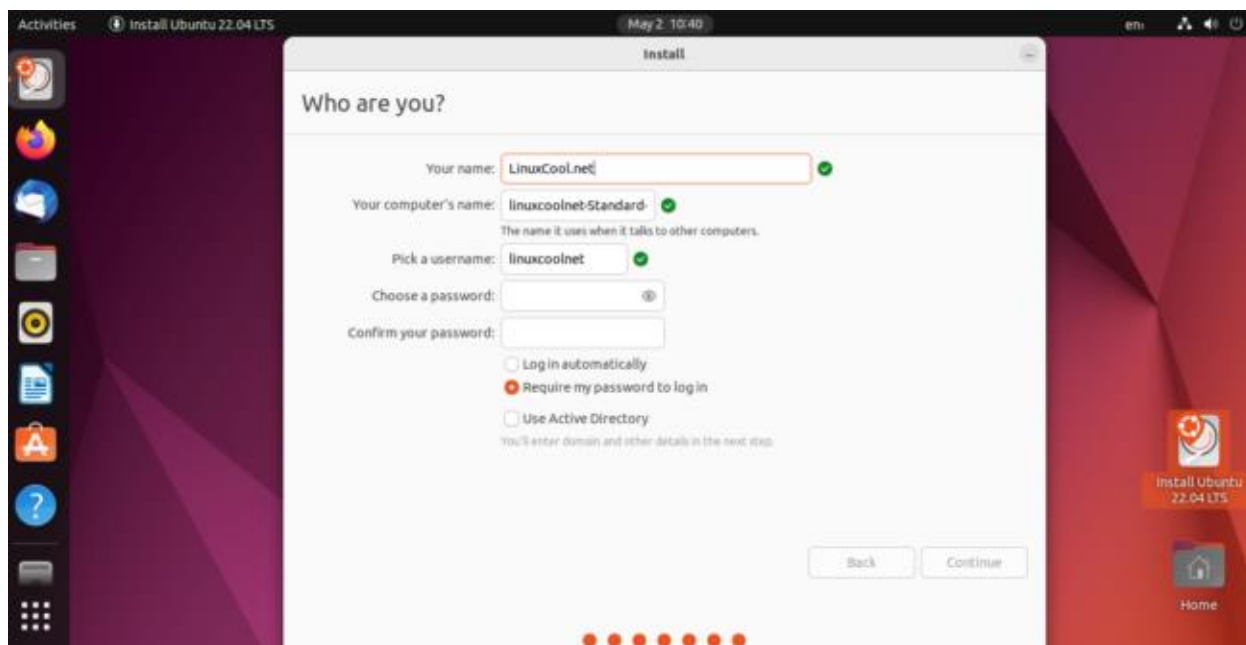 Activities Install Ubuntu 22.04 LTS May 2 10:40
Install
Who are you?
Your name: LinuxCool.net
Your computer's name: linuxcoolnet-Standard-
The name it uses when it talks to other computers.
Pick a username: linuxcoolnet
Choose a password:
Confirm your password:
Log in automatically
Require my password to log in
Use Active Directory
You'll enter domain and other details in the next step.
Back Continue
Install Ubuntu
22.04 LTS
Home